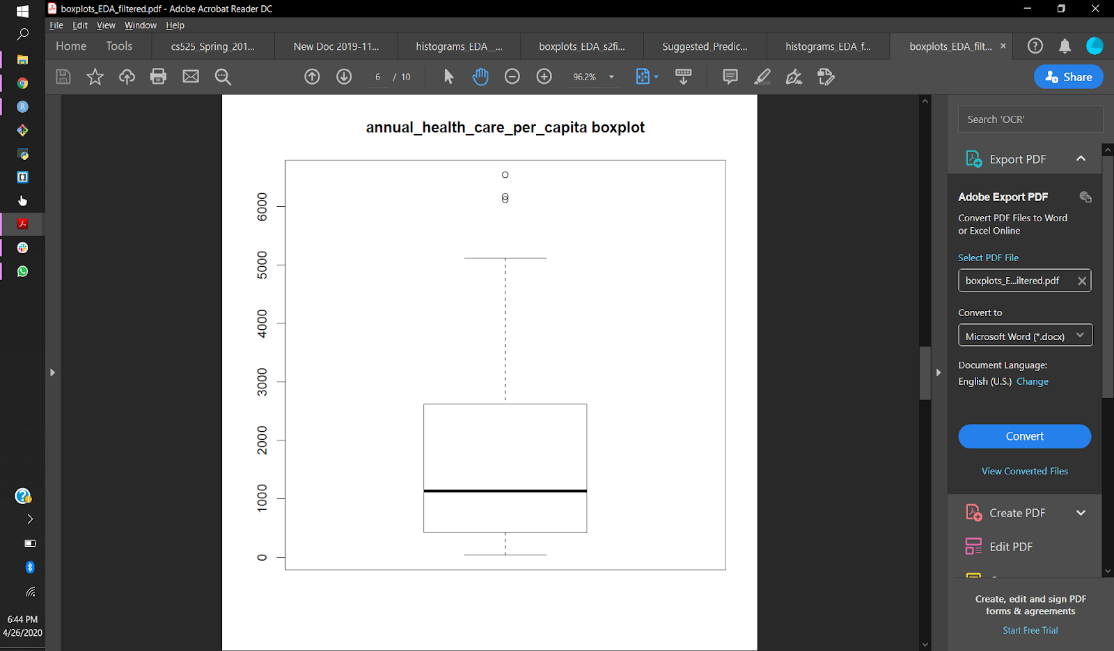 boxplots_EDA_filtered.pdf - Adobe Acrobat Reader DC
File Edit View Window Help
Home Tools cs525_Spring_201... New Doc 2019-11... histograms_EDA_... boxplots_EDA_s2fi... Suggested_Predic... histograms_EDA_f... boxplots_EDA_filt... ×
6 / 10 96.2% Share
annual_health_care_per_capita boxplot
6000
5000
4000
3000
2000
1000
0
Search 'OCR'
Export PDF
Adobe Export PDF
Convert PDF Files to Word
or Excel Online
Select PDF File
boxplots_E...iltered.pdf
Convert to
Microsoft Word (*.docx)
Document Language:
English (U.S.) Change
Convert
View Converted Files
Create PDF
Edit PDF
Create, edit and sign PDF
forms & agreements
Start Free Trial
6:44 PM
4/26/2020